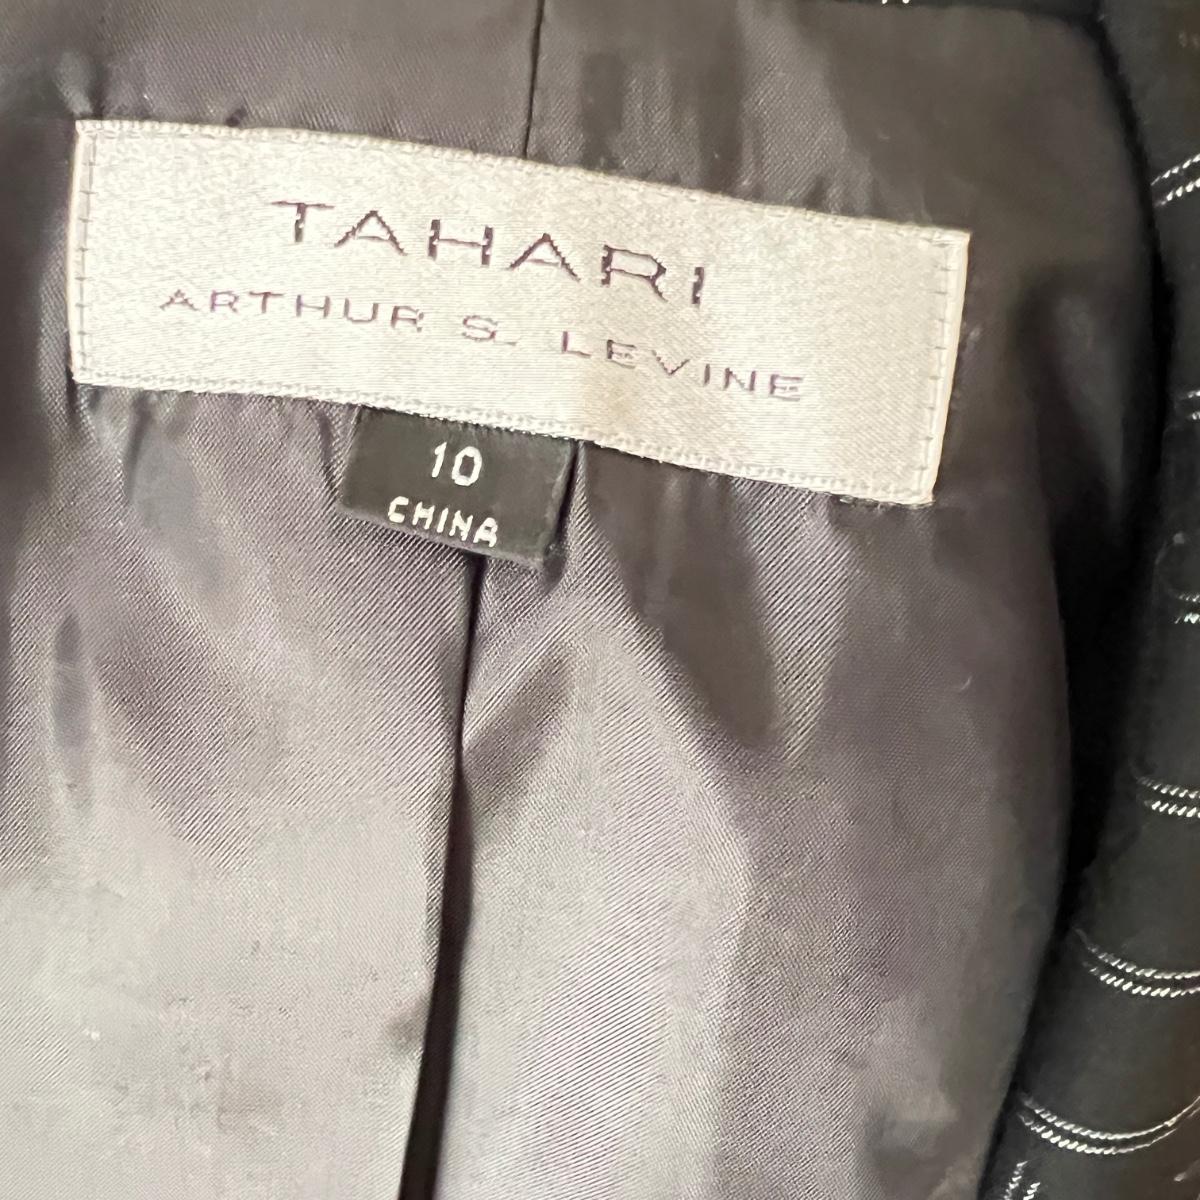 TAHARI
ARTHUR S. LEVINE
10
CHINA